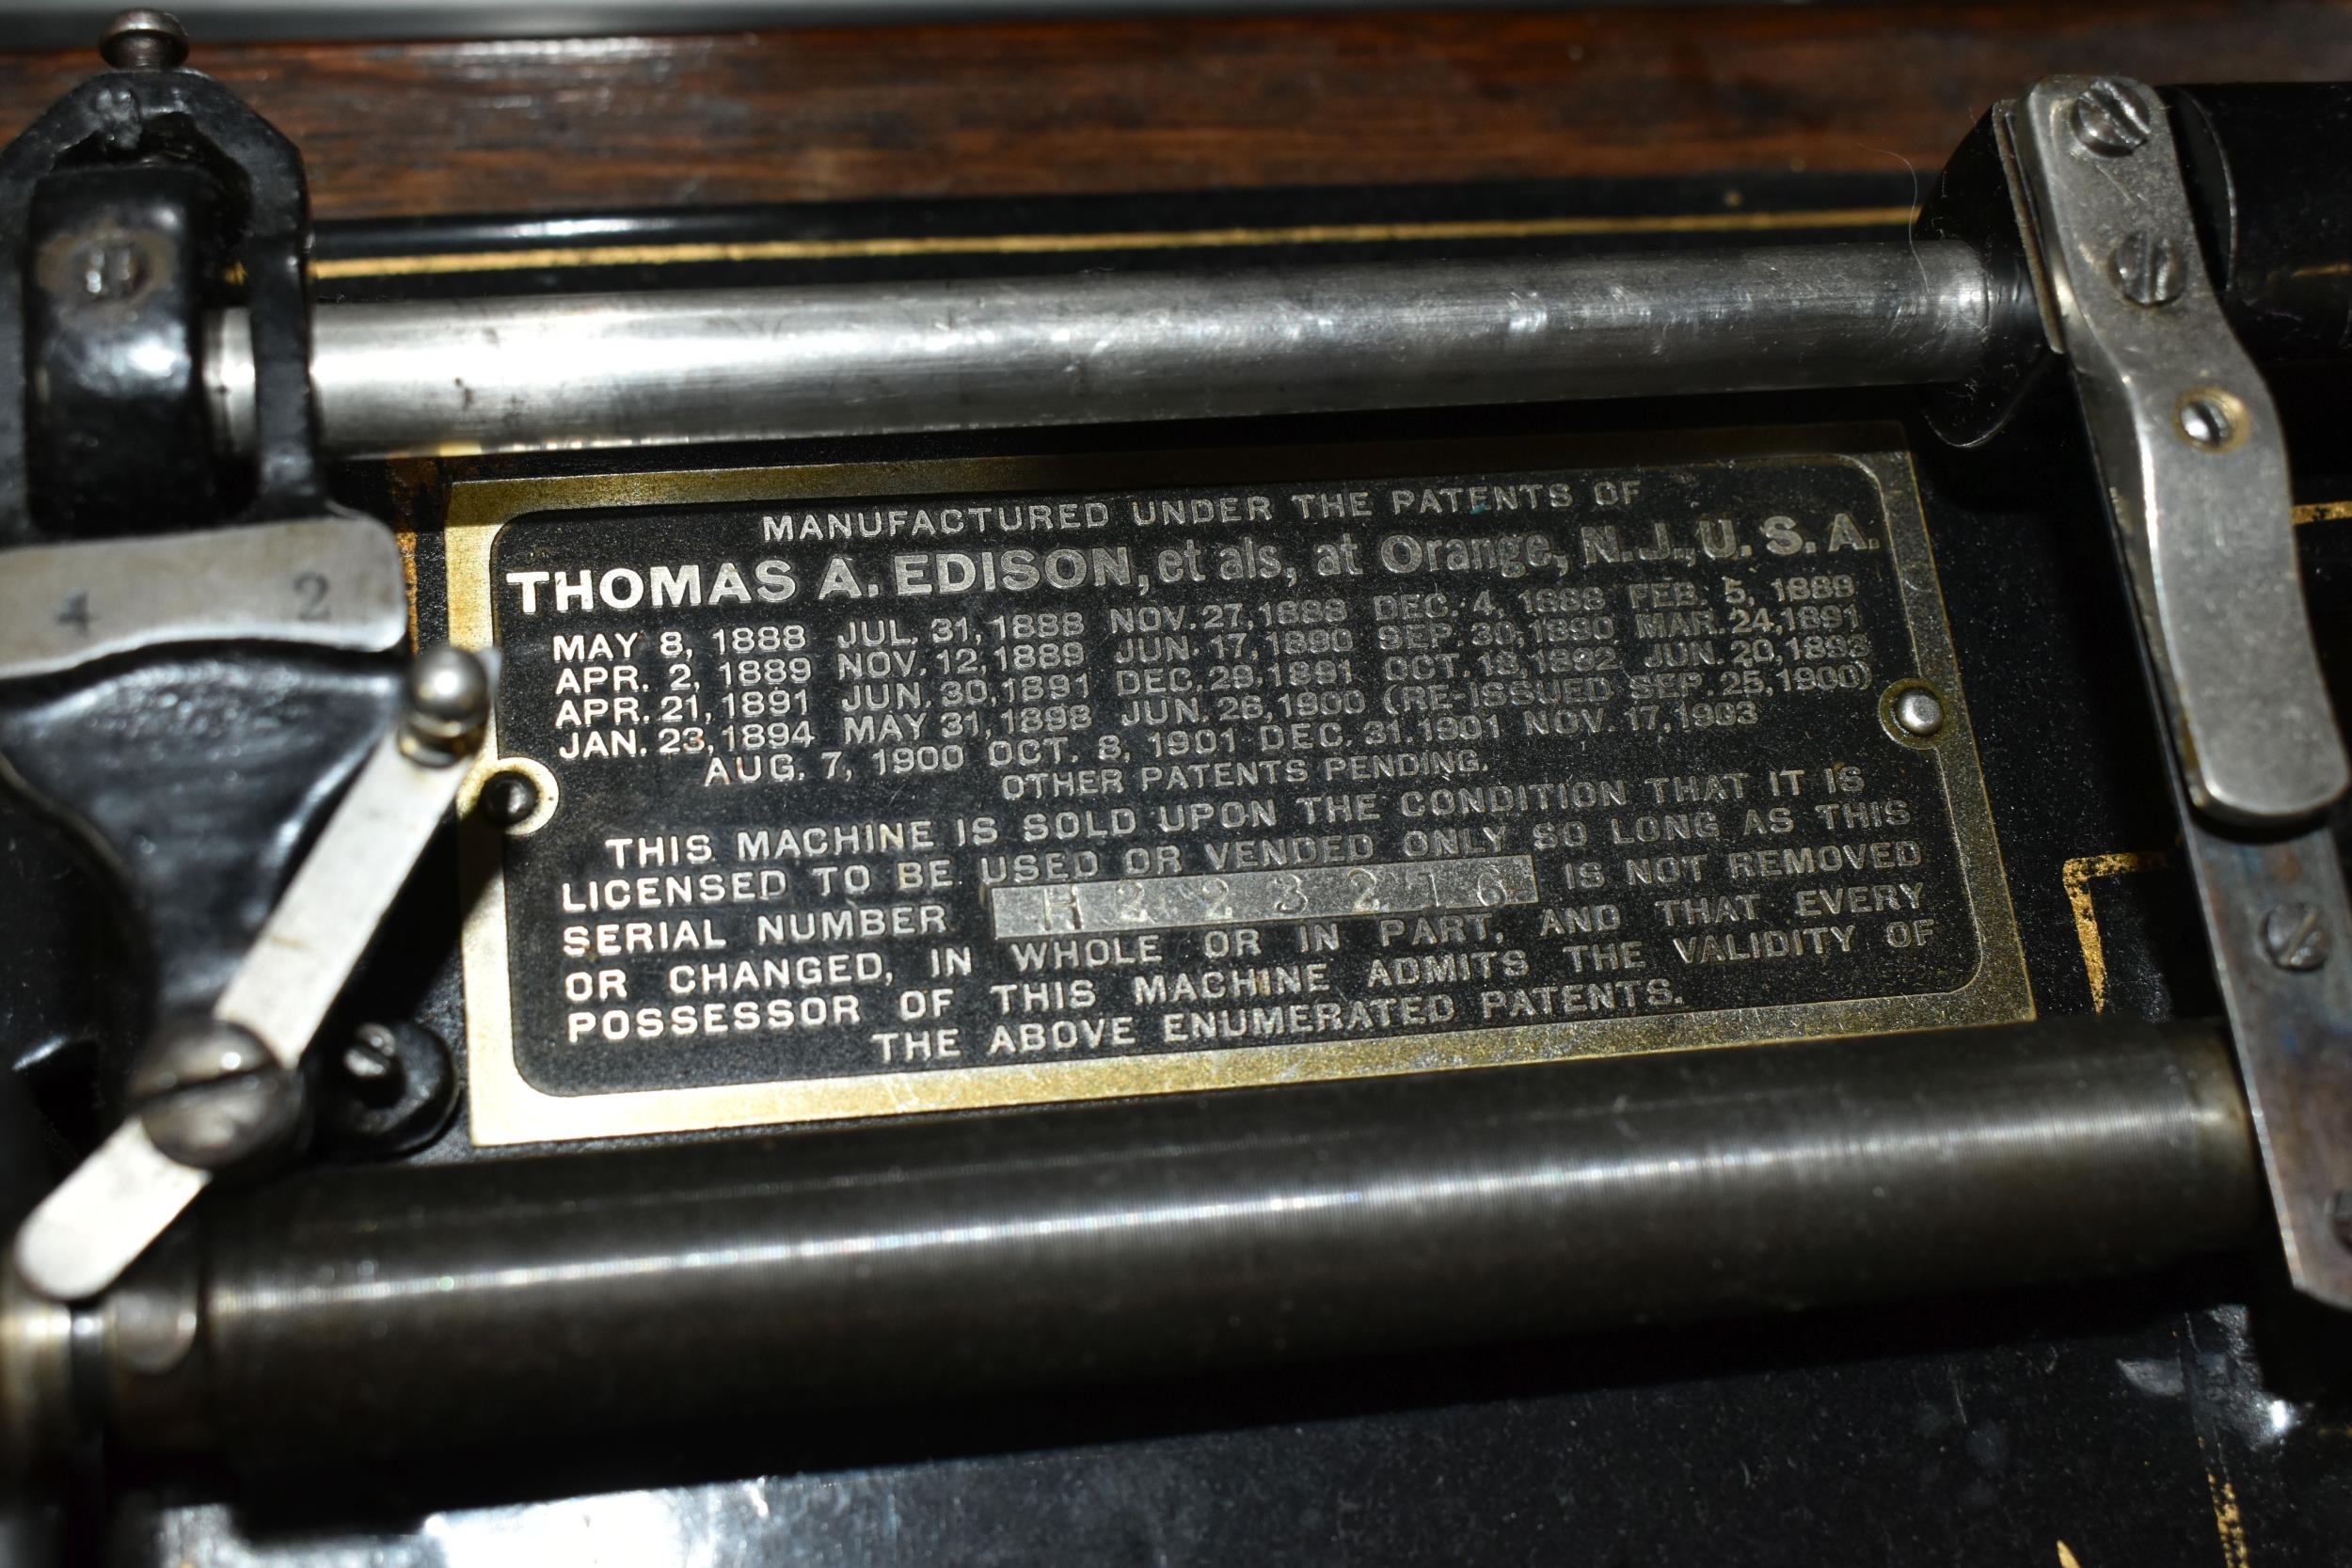 MANUFACTURED UNDER THE PATENTS OF
THOMAS A. EDISON, et als, at Orange, N.J., U.S.A.
MAY 8, 1888 JUL. 31, 1888 NOV. 27, 1888 DEC. 4, 1888 FEB. 5, 1889
APR. 2, 1889 NOV. 12, 1889 JUN. 17, 1890 SEP. 30, 1890 MAR. 24, 1891
APR. 21, 1891 JUN. 30, 1891 DEC. 29, 1891 OCT. 18, 1892 JUN. 20, 1893
JAN. 23, 1894 MAY 31, 1898 JUN. 26, 1900 (RE-ISSUED SEP. 25, 1900)
AUG. 7, 1900 OCT. 8, 1901 DEC. 31. 1901 NOV. 17, 1903
OTHER PATENTS PENDING.
THIS MACHINE IS SOLD UPON THE CONDITION THAT IT IS
LICENSED TO BE USED OR VENDED ONLY SO LONG AS THIS
SERIAL NUMBER H223216 IS NOT REMOVED
OR CHANGED, IN WHOLE OR IN PART, AND THAT EVERY
POSSESSOR OF THIS MACHINE ADMITS THE VALIDITY OF
THE ABOVE ENUMERATED PATENTS.
4 2